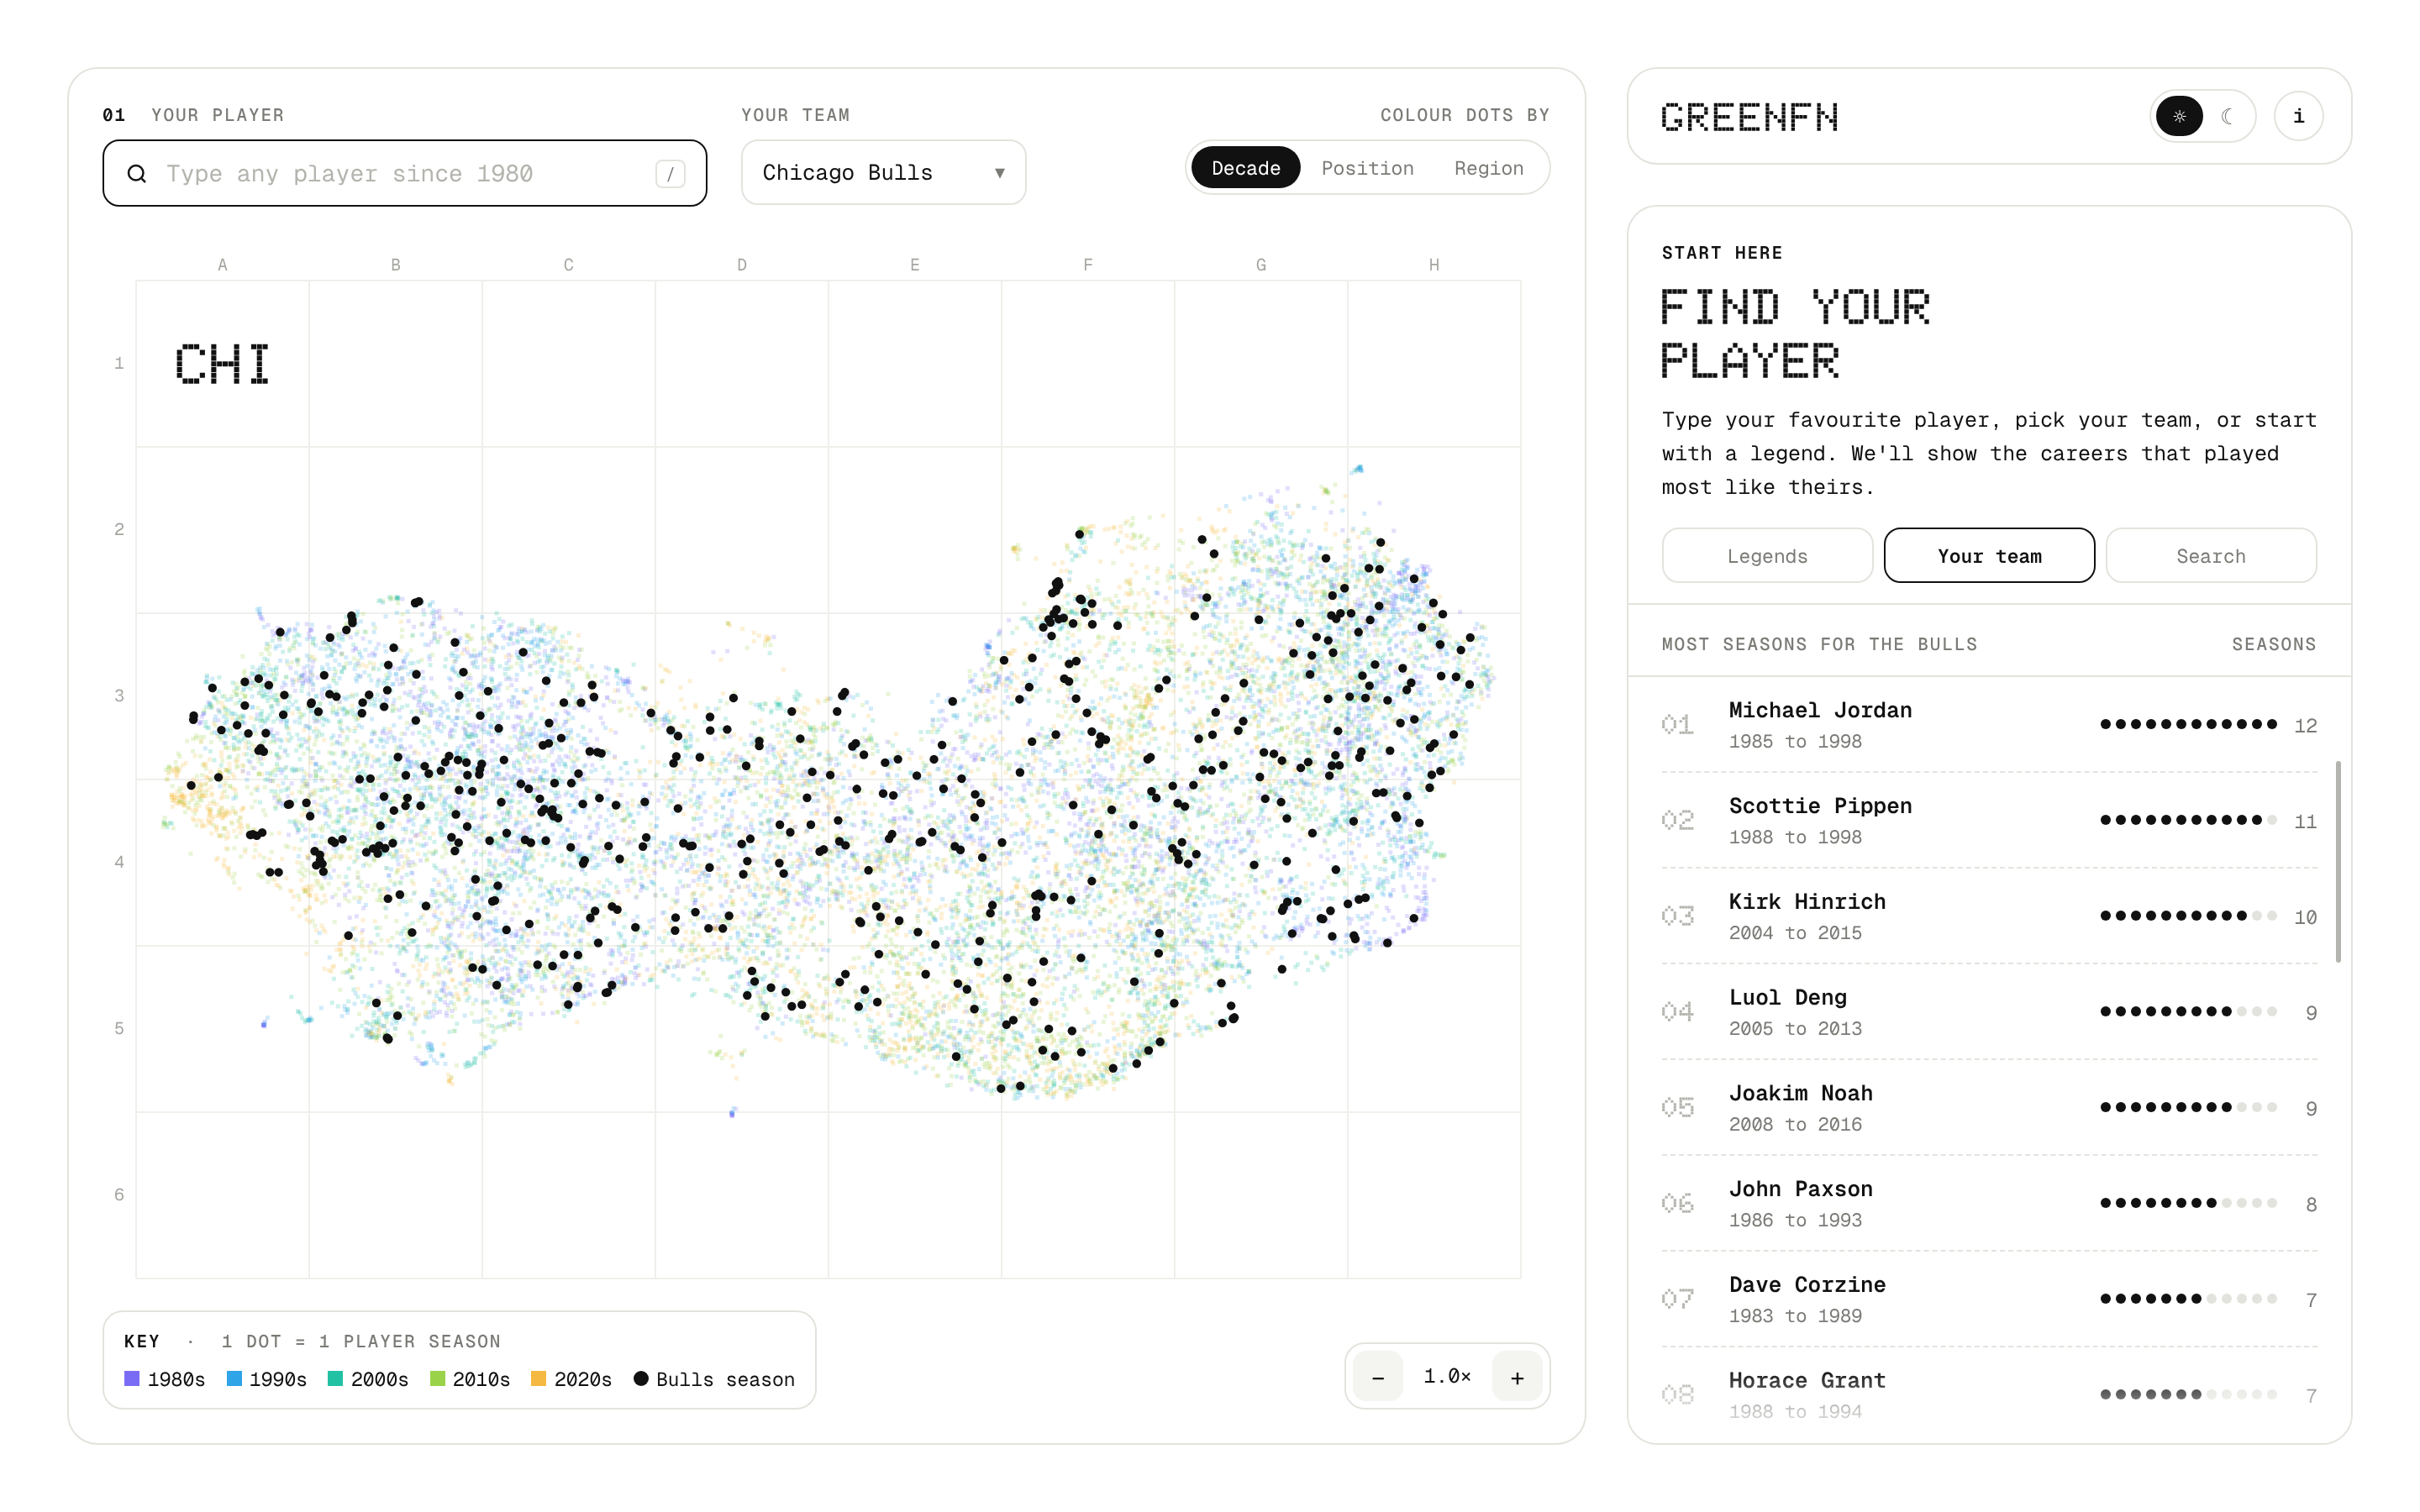 01 YOUR PLAYER
Type any player since 1980 /
YOUR TEAM
Chicago Bulls ▼
COLOUR DOTS BY
Decade Position Region
A B C D E F G H
1
2
3
4
5
6
CHI
KEY · 1 DOT = 1 PLAYER SEASON
1980s 1990s 2000s 2010s 2020s Bulls season
− 1.0× +
GREENFN
i
START HERE
FIND YOUR
PLAYER
Type your favourite player, pick your team, or start
with a legend. We'll show the careers that played
most like theirs.
Legends Your team Search
MOST SEASONS FOR THE BULLS SEASONS
01 Michael Jordan 12
1985 to 1998
02 Scottie Pippen 11
1988 to 1998
03 Kirk Hinrich 10
2004 to 2015
04 Luol Deng 9
2005 to 2013
05 Joakim Noah 9
2008 to 2016
06 John Paxson 8
1986 to 1993
07 Dave Corzine 7
1983 to 1989
08 Horace Grant 7
1988 to 1994